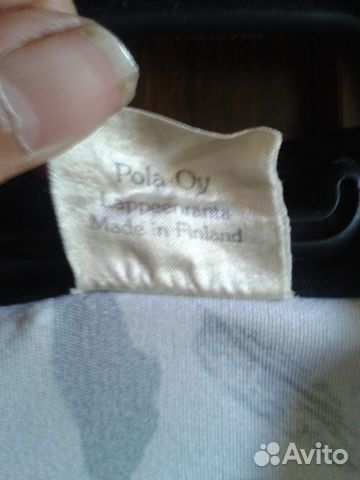 Pola Oy
Lappeenranta
Made in Finland
Avito